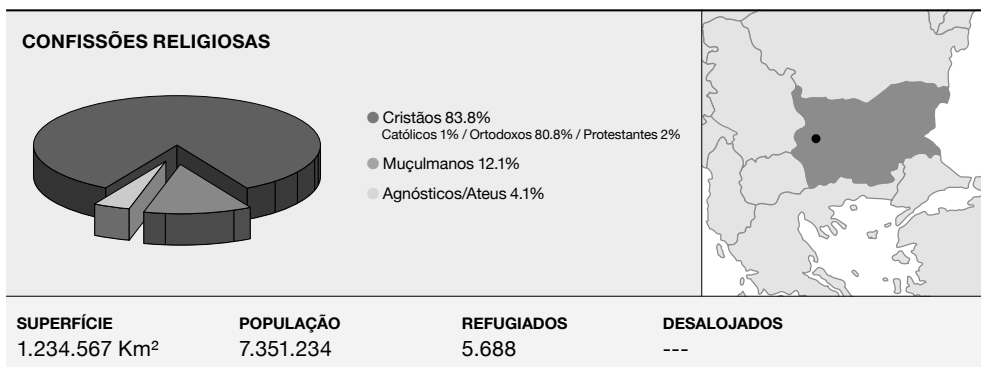 CONFISSÕES RELIGIOSAS
Cristãos 83.8%
Católicos 1% / Ortodoxos 80.8% / Protestantes 2%
Muçulmanos 12.1%
Agnósticos/Ateus 4.1%
SUPERFÍCIE POPULAÇÃO REFUGIADOS DESALOJADOS
1.234.567 Km² 7.351.234 5.688 ---